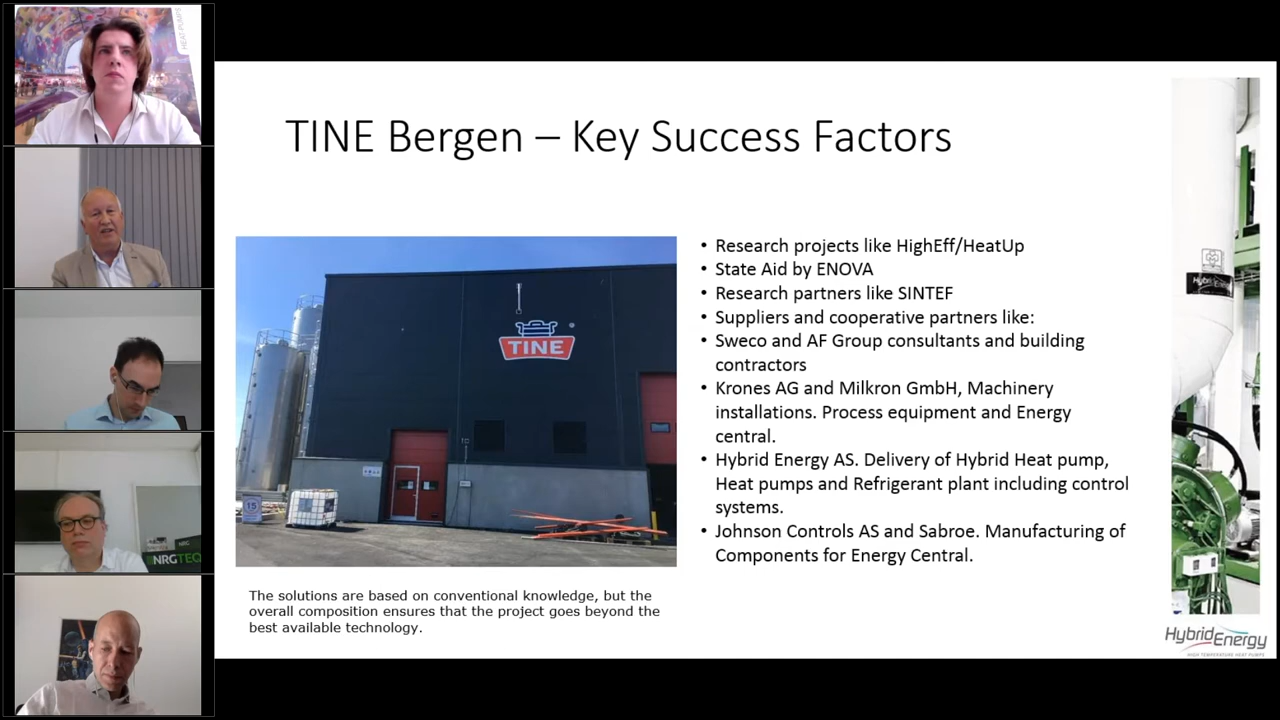 HEAT PUMPS
TINE Bergen – Key Success Factors
• Research projects like HighEff/HeatUp
• State Aid by ENOVA
• Research partners like SINTEF
• Suppliers and cooperative partners like:
• Sweco and AF Group consultants and building
contractors
• Krones AG and Milkron GmbH, Machinery
installations. Process equipment and Energy
central.
• Hybrid Energy AS. Delivery of Hybrid Heat pump,
Heat pumps and Refrigerant plant including control
systems.
• Johnson Controls AS and Sabroe. Manufacturing of
Components for Energy Central.
TINE
15
The solutions are based on conventional knowledge, but the
overall composition ensures that the project goes beyond the
best available technology.
NRG
NRGTEQ
HybridEnergy
HIGH TEMPERATURE HEAT PUMPS